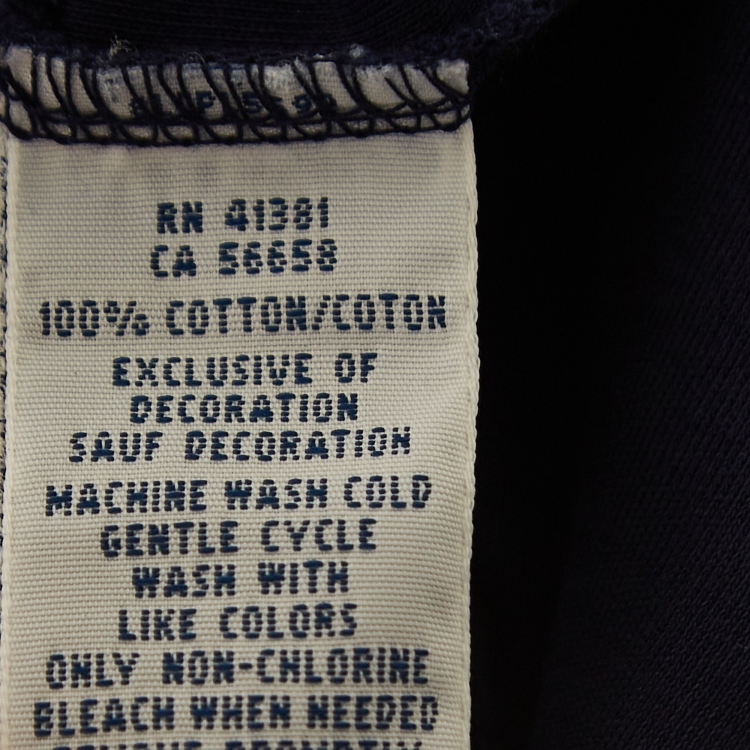 RN 41381
CA 56658
100% COTTON/COTON
EXCLUSIVE OF
DECORATION
SAUF DECORATION
MACHINE WASH COLD
GENTLE CYCLE
WASH WITH
LIKE COLORS
ONLY NON-CHLORINE
BLEACH WHEN NEEDED